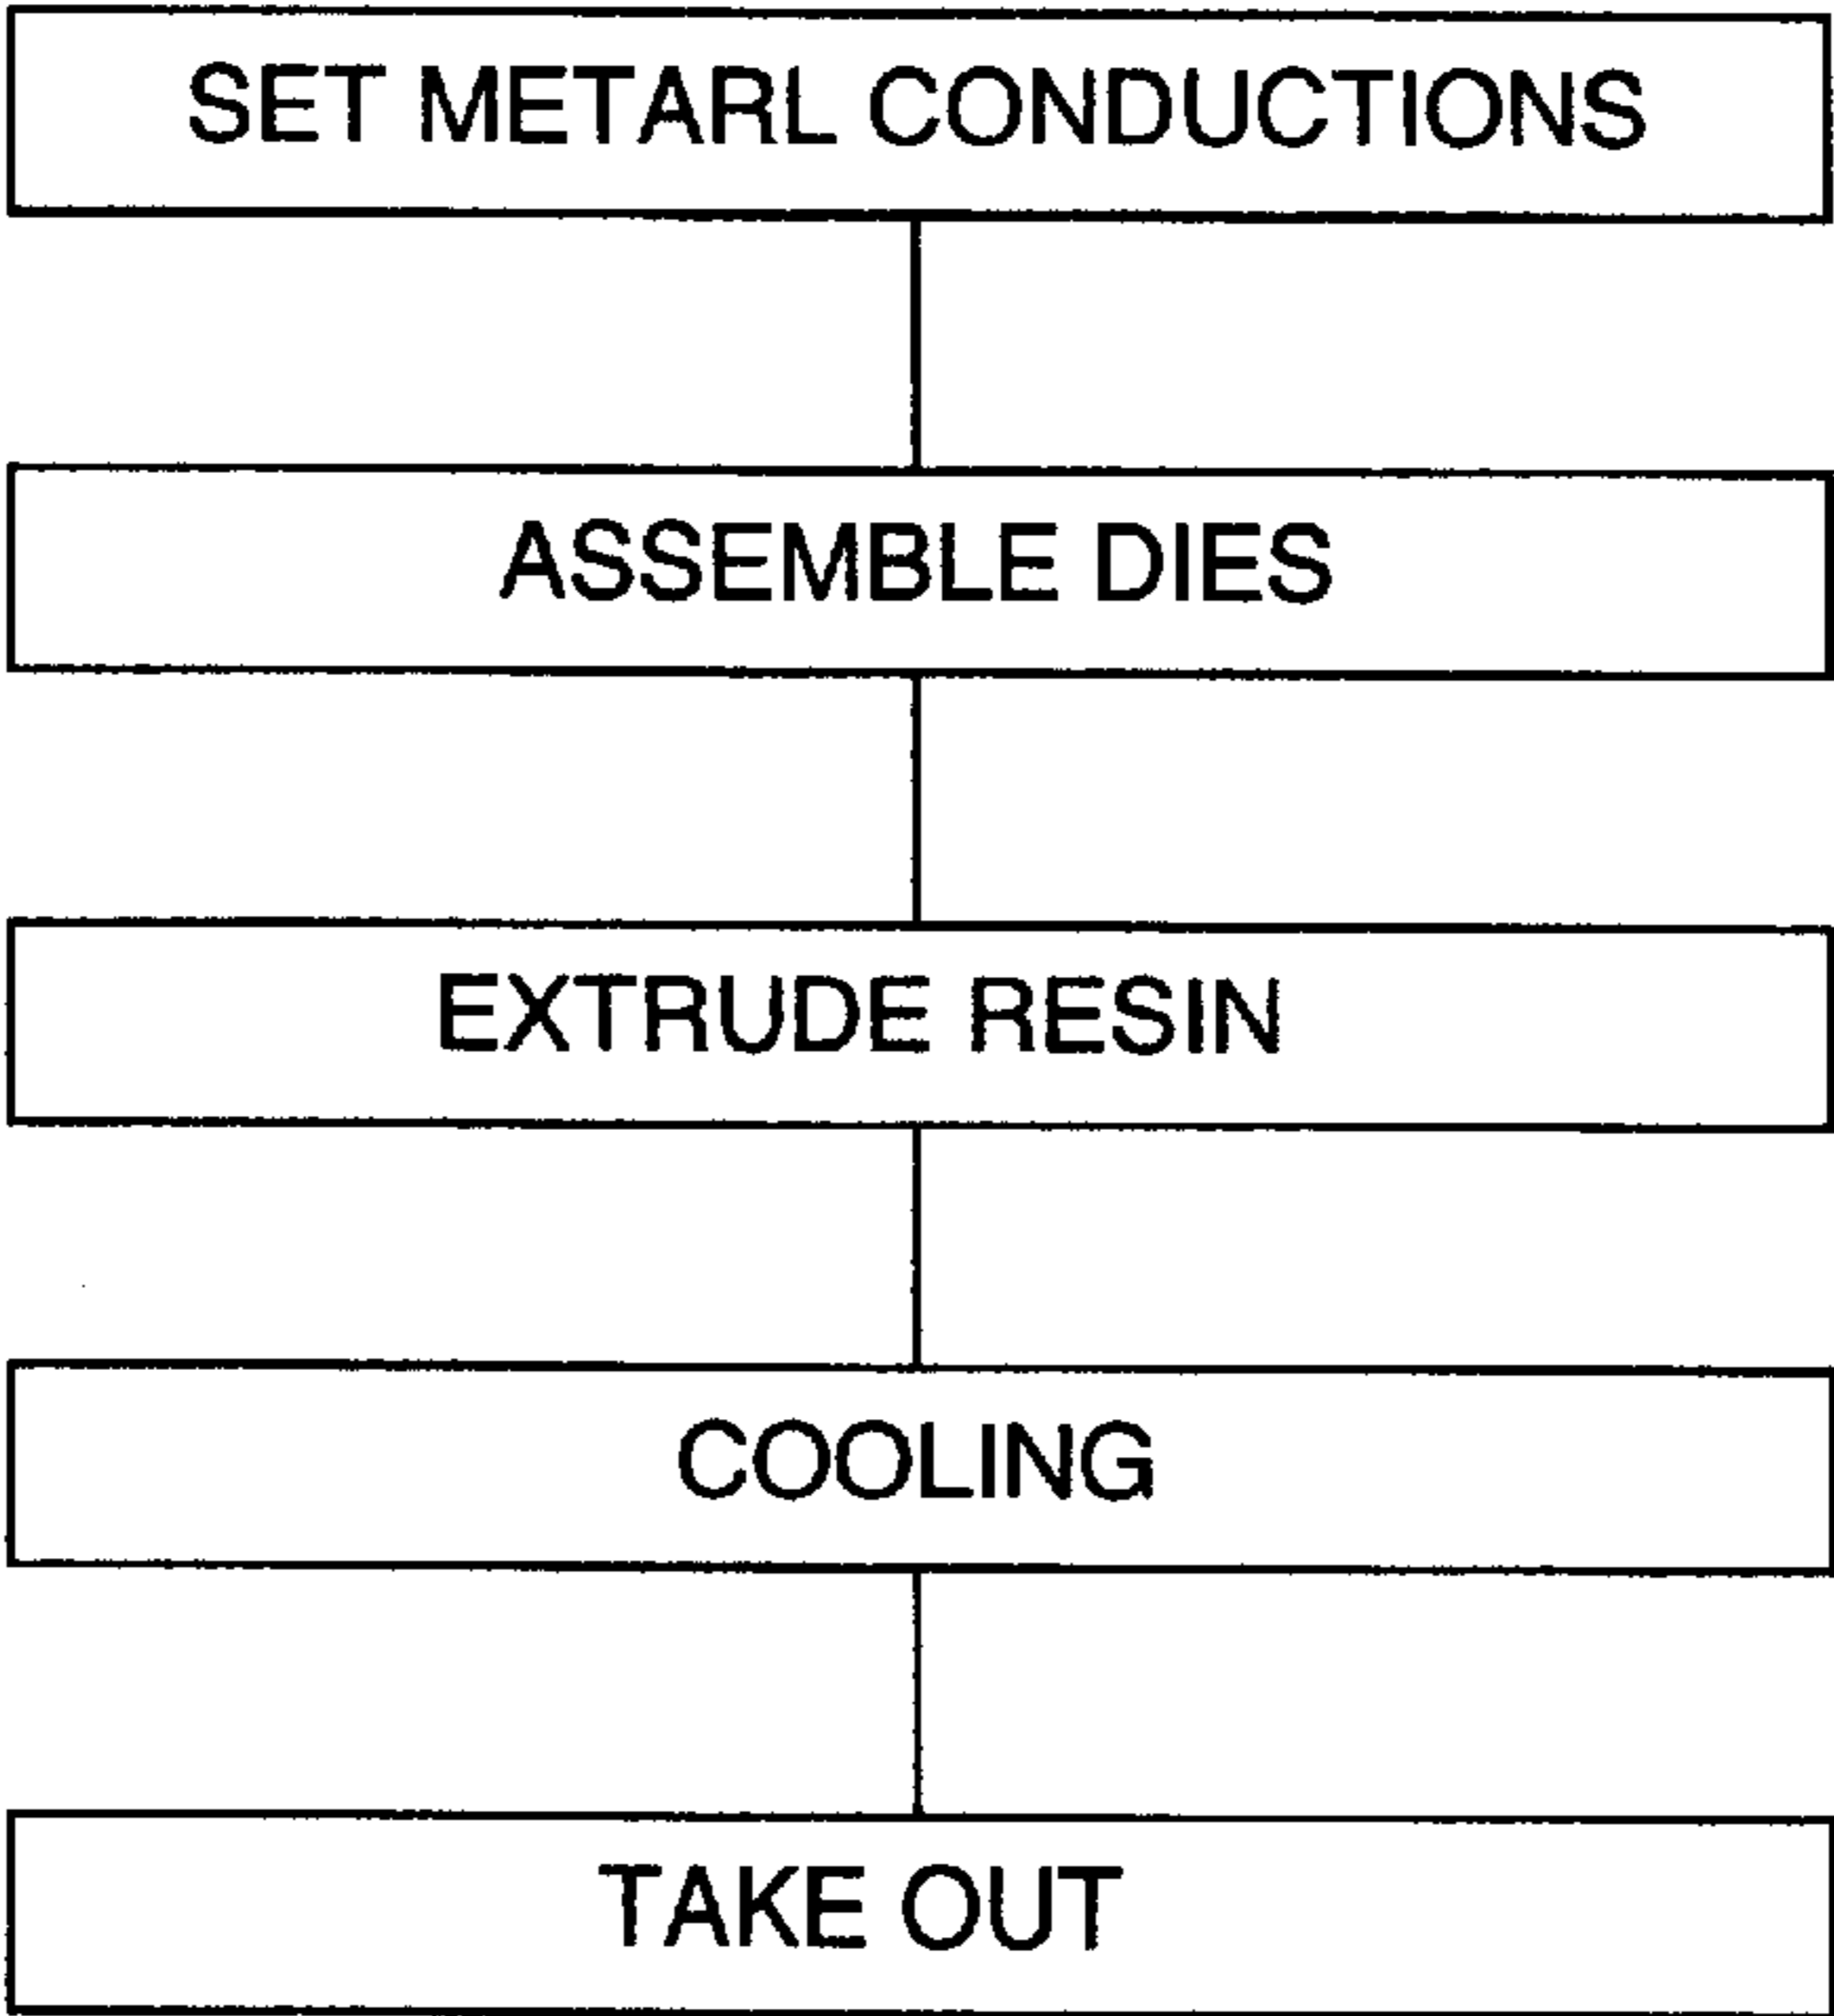 SET METARL CONDUCTIONS
ASSEMBLE DIES
EXTRUDE RESIN
COOLING
TAKE OUT